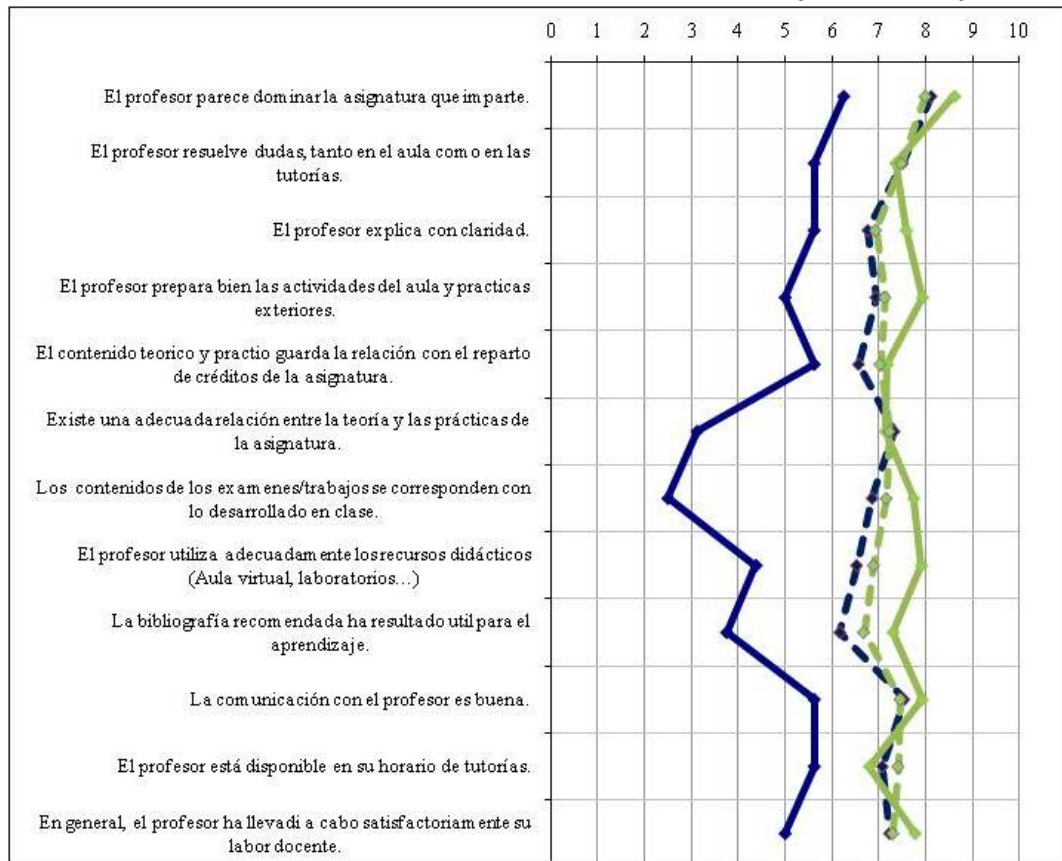 0 1 2 3 4 5 6 7 8 9 10
El profesor parece dominar la asignatura que imparte.
El profesor resuelve dudas, tanto en el aula como en las
tutorías.
El profesor explica con claridad.
El profesor prepara bien las actividades del aula y practicas
exteriores.
El contenido teorico y practio guarda la relación con el reparto
de créditos de la asignatura.
Existe una adecuada relación entre la teoría y las prácticas de
la asignatura.
Los contenidos de los examenes/trabajos se corresponden con
lo desarrollado en clase.
El profesor utiliza adecuadamente los recursos didácticos
(Aula virtual, laboratorios...)
La bibliografía recomendada ha resultado util para el
aprendizaje.
La comunicación con el profesor es buena.
El profesor está disponible en su horario de tutorías.
En general, el profesor ha llevadi a cabo satisfactoriamente su
labor docente.